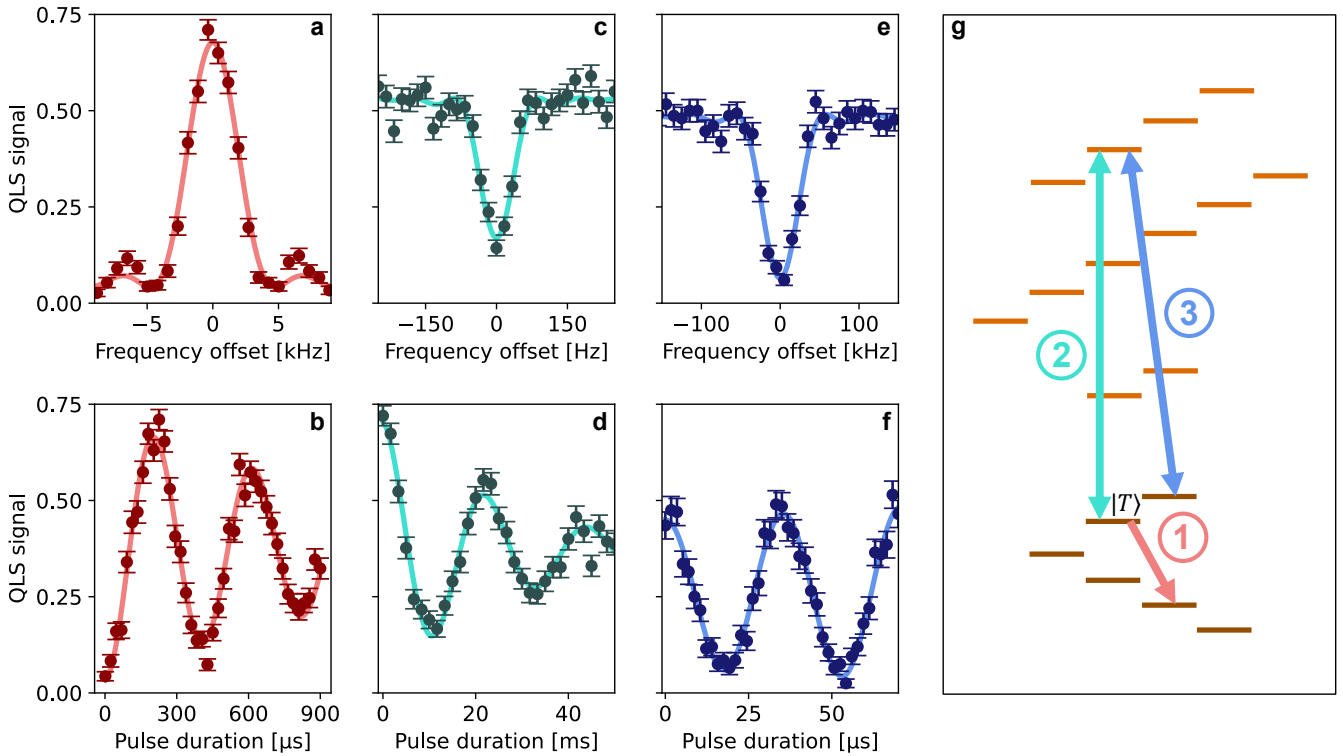 a
0.75
0.50
0.25
0.00
QLS signal
−5 0 5
Frequency offset [kHz]
c
−150 0 150
Frequency offset [Hz]
e
−100 0 100
Frequency offset [kHz]
b
0.75
0.50
0.25
0.00
QLS signal
0 300 600 900
Pulse duration [µs]
d
0 20 40
Pulse duration [ms]
f
0 25 50
Pulse duration [µs]
g
2
3
|T⟩
1